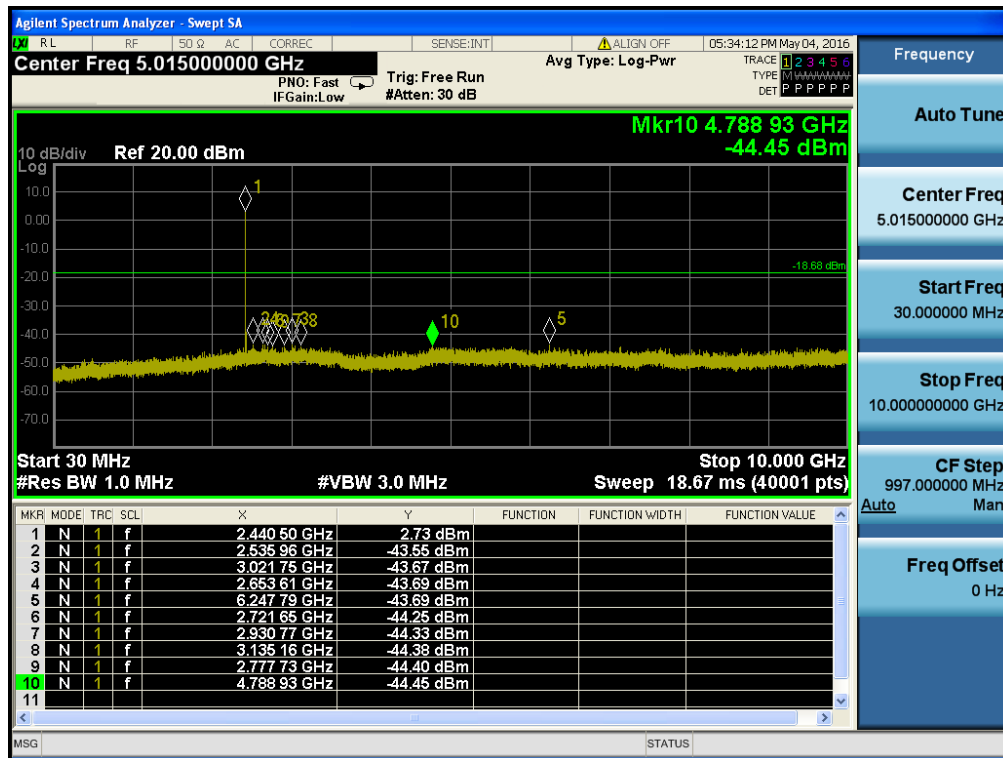 Agilent Spectrum Analyzer - Swept SA
LXI RL RF 50 Ω AC CORREC SENSE:INT ALIGN OFF 05:34:12 PM May 04, 2016
Center Freq 5.015000000 GHz
PNO: Fast
IFGain:Low
Trig: Free Run
#Atten: 30 dB
Avg Type: Log-Pwr
TRACE 1 2 3 4 5 6
TYPE M
DET P P P P P P
Mkr10 4.788 93 GHz
-44.45 dBm
10 dB/div Ref 20.00 dBm
Log
10.0
0.00
-10.0
-20.0
-30.0
-40.0
-50.0
-60.0
-70.0
1
-18.68 dBm
10
5
Start 30 MHz Stop 10.000 GHz
#Res BW 1.0 MHz #VBW 3.0 MHz Sweep 18.67 ms (40001 pts)
MKR MODE TRC SCL X Y FUNCTION FUNCTION WIDTH FUNCTION VALUE
1 N 1 f 2.440 50 GHz 2.73 dBm
2 N 1 f 2.535 96 GHz -43.55 dBm
3 N 1 f 3.021 75 GHz -43.67 dBm
4 N 1 f 2.653 61 GHz -43.69 dBm
5 N 1 f 6.247 79 GHz -43.69 dBm
6 N 1 f 2.721 65 GHz -44.25 dBm
7 N 1 f 2.930 77 GHz -44.33 dBm
8 N 1 f 3.135 16 GHz -44.38 dBm
9 N 1 f 2.777 73 GHz -44.40 dBm
10 N 1 f 4.788 93 GHz -44.45 dBm
11
MSG STATUS
Frequency
Auto Tune
Center Freq
5.015000000 GHz
Start Freq
30.000000 MHz
Stop Freq
10.000000000 GHz
CF Step
997.000000 MHz
Auto Man
Freq Offset
0 Hz